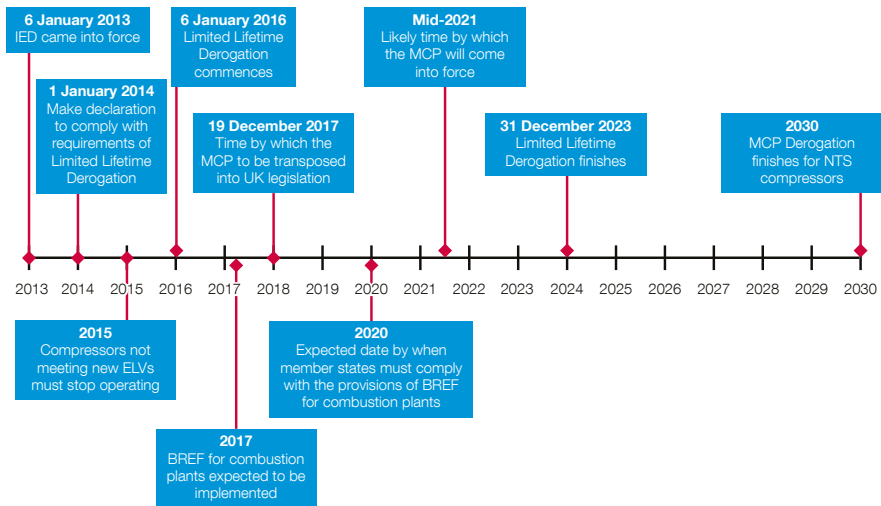 6 January 2013
IED came into force
6 January 2016
Limited Lifetime
Derogation
commences
Mid-2021
Likely time by which
the MCP will come
into force
1 January 2014
Make declaration
to comply with
requirements of
Limited Lifetime
Derogation
19 December 2017
Time by which the
MCP to be transposed
into UK legislation
31 December 2023
Limited Lifetime
Derogation finishes
2030
MCP Derogation
finishes for NTS
compressors
2013 2014 2015 2016 2017 2018 2019 2020 2021 2022 2023 2024 2025 2026 2027 2028 2029 2030
2015
Compressors not
meeting new ELVs
must stop operating
2020
Expected date by when
member states must comply
with the provisions of BREF
for combustion plants
2017
BREF for combustion
plants expected to be
implemented